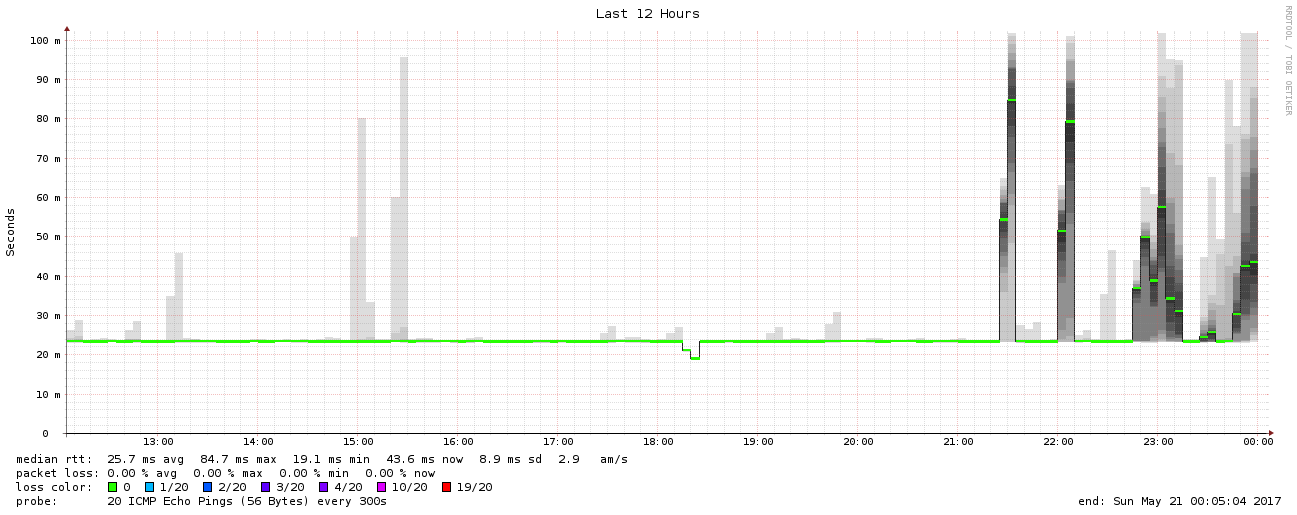 Last 12 Hours
RRDTOOL / TOBI OETIKER
Seconds
100 m
90 m
80 m
70 m
60 m
50 m
40 m
30 m
20 m
10 m
0
13:00 14:00 15:00 16:00 17:00 18:00 19:00 20:00 21:00 22:00 23:00 00:00
median rtt: 25.7 ms avg 84.7 ms max 19.1 ms min 43.6 ms now 8.9 ms sd 2.9 am/s
packet loss: 0.00 % avg 0.00 % max 0.00 % min 0.00 % now
loss color: 0 1/20 2/20 3/20 4/20 10/20 19/20
probe: 20 ICMP Echo Pings (56 Bytes) every 300s end: Sun May 21 00:05:04 2017